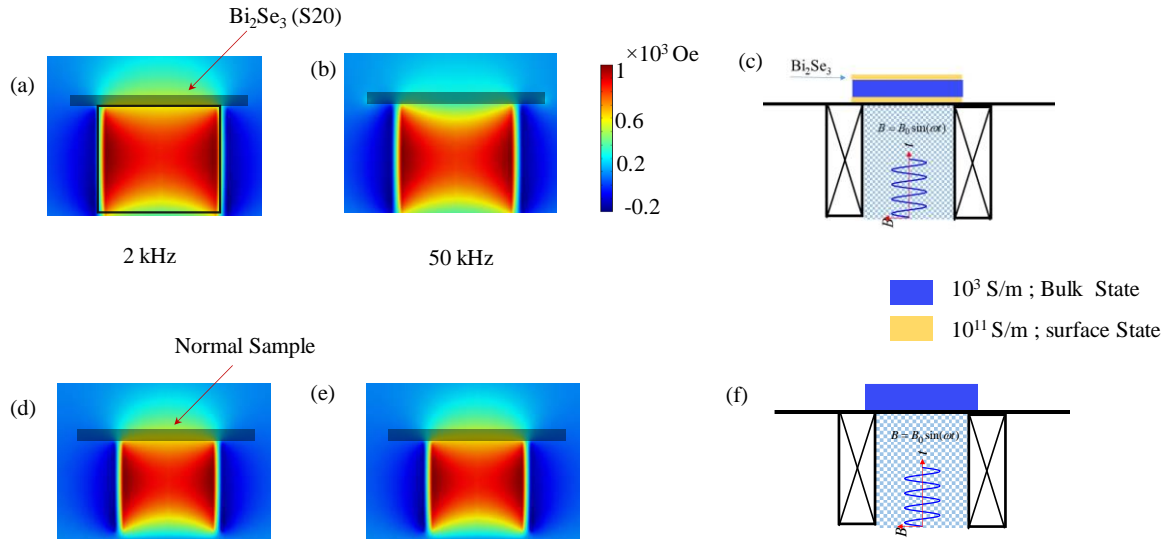 Bi₂Se₃ (S20)
(a)
(b)
×10³ Oe
1
0.6
0.2
-0.2
(c)
Bi₂Se₃
B = B₀ sin(ωt)
t
B
2 kHz
50 kHz
10³ S/m ; Bulk State
10¹¹ S/m ; surface State
Normal Sample
(d)
(e)
(f)
B = B₀ sin(ωt)
t
B